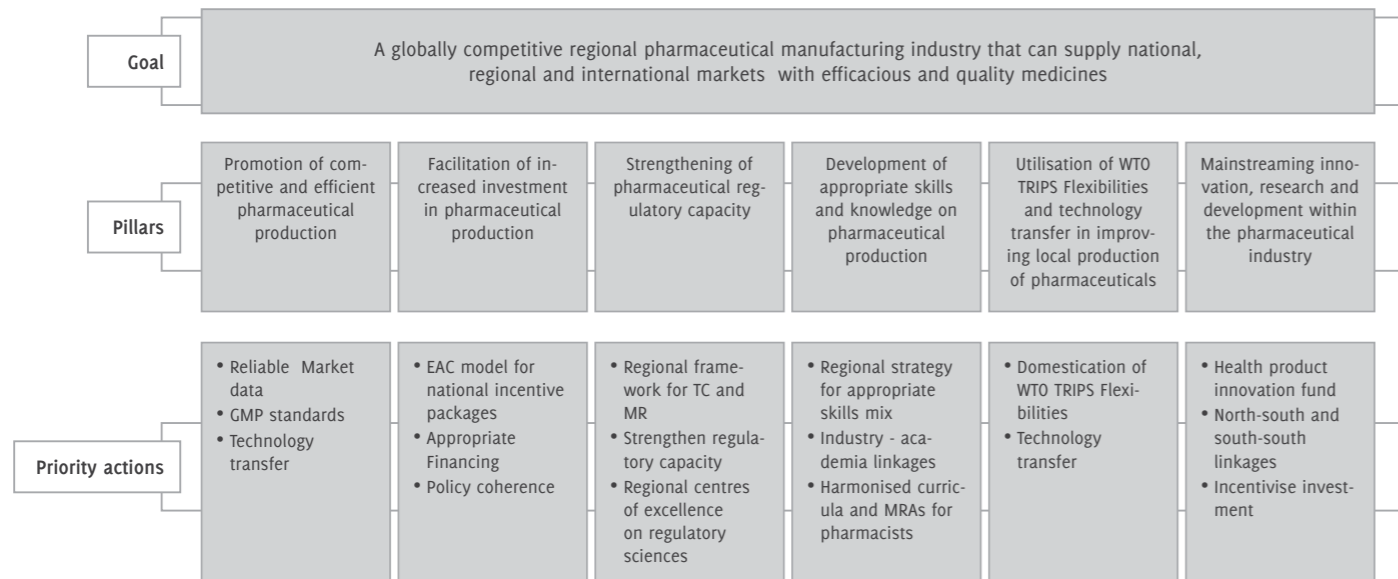 Goal
A globally competitive regional pharmaceutical manufacturing industry that can supply national,
regional and international markets with efficacious and quality medicines
Pillars
Promotion of com-
petitive and efficient
pharmaceutical
production
Facilitation of in-
creased investment
in pharmaceutical
production
Strengthening of
pharmaceutical reg-
ulatory capacity
Development of
appropriate skills
and knowledge on
pharmaceutical
production
Utilisation of WTO
TRIPS Flexibilities
and technology
transfer in improv-
ing local production
of pharmaceuticals
Mainstreaming inno-
vation, research and
development within
the pharmaceutical
industry
Priority actions
• Reliable Market
data
• GMP standards
• Technology
transfer
• EAC model for
national incentive
packages
• Appropriate
Financing
• Policy coherence
• Regional frame-
work for TC and
MR
• Strengthen regula-
tory capacity
• Regional centres
of excellence
on regulatory
sciences
• Regional strategy
for appropriate
skills mix
• Industry - aca-
demia linkages
• Harmonised curric-
ula and MRAs for
pharmacists
• Domestication of
WTO TRIPS Flexi-
bilities
• Technology
transfer
• Health product
innovation fund
• North-south and
south-south
linkages
• Incentivise invest-
ment